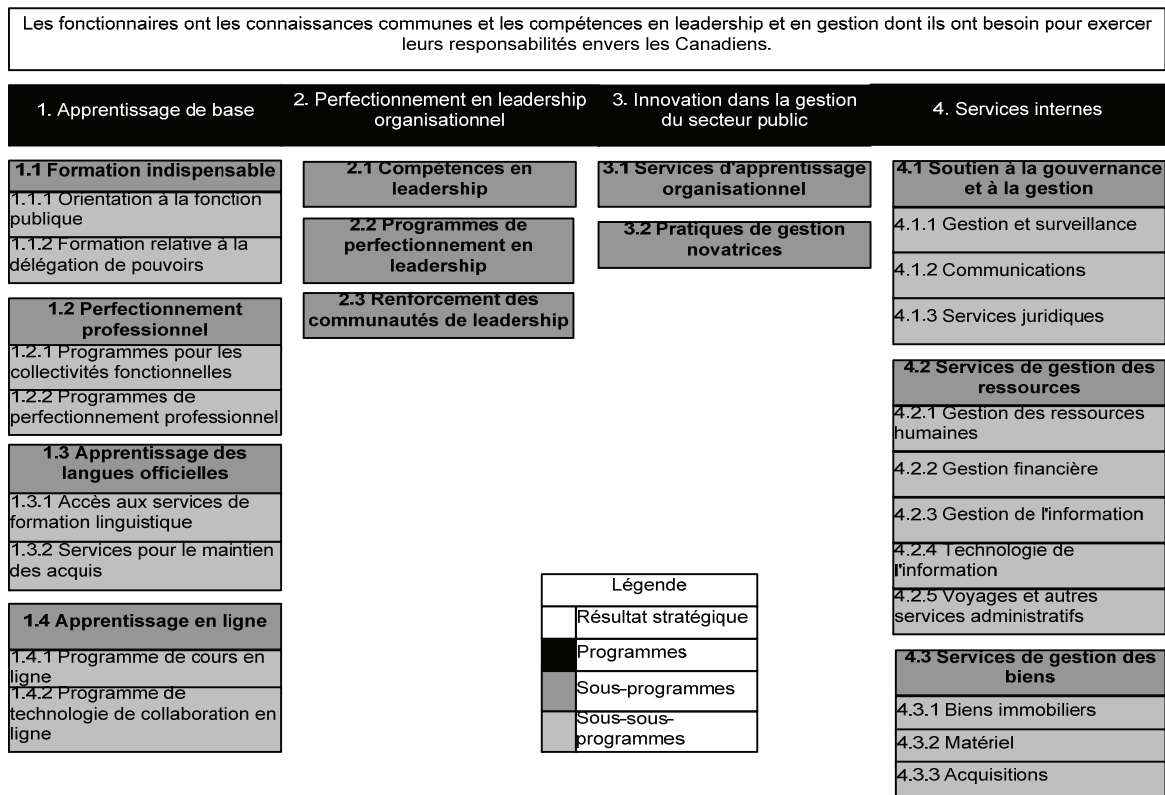 Les fonctionnaires ont les connaissances communes et les compétences en leadership et en gestion dont ils ont besoin pour exercer
leurs responsabilités envers les Canadiens.
1. Apprentissage de base
2. Perfectionnement en leadership
organisationnel
3. Innovation dans la gestion
du secteur public
4. Services internes
1.1 Formation indispensable
1.1.1 Orientation à la fonction
publique
1.1.2 Formation relative à la
délégation de pouvoirs
1.2 Perfectionnement
professionnel
1.2.1 Programmes pour les
collectivités fonctionnelles
1.2.2 Programmes de
perfectionnement professionnel
1.3 Apprentissage des
langues officielles
1.3.1 Accès aux services de
formation linguistique
1.3.2 Services pour le maintien
des acquis
1.4 Apprentissage en ligne
1.4.1 Programme de cours en
ligne
1.4.2 Programme de
technologie de collaboration en
ligne
2.1 Compétences en
leadership
2.2 Programmes de
perfectionnement en
leadership
2.3 Renforcement des
communautés de leadership
3.1 Services d'apprentissage
organisationnel
3.2 Pratiques de gestion
novatrices
4.1 Soutien à la gouvernance
et à la gestion
4.1.1 Gestion et surveillance
4.1.2 Communications
4.1.3 Services juridiques
4.2 Services de gestion des
ressources
4.2.1 Gestion des ressources
humaines
4.2.2 Gestion financière
4.2.3 Gestion de l'information
4.2.4 Technologie de
l'information
4.2.5 Voyages et autres
services administratifs
4.3 Services de gestion des
biens
4.3.1 Biens immobiliers
4.3.2 Matériel
4.3.3 Acquisitions
Légende
Résultat stratégique
Programmes
Sous-programmes
Sous-sous-
programmes